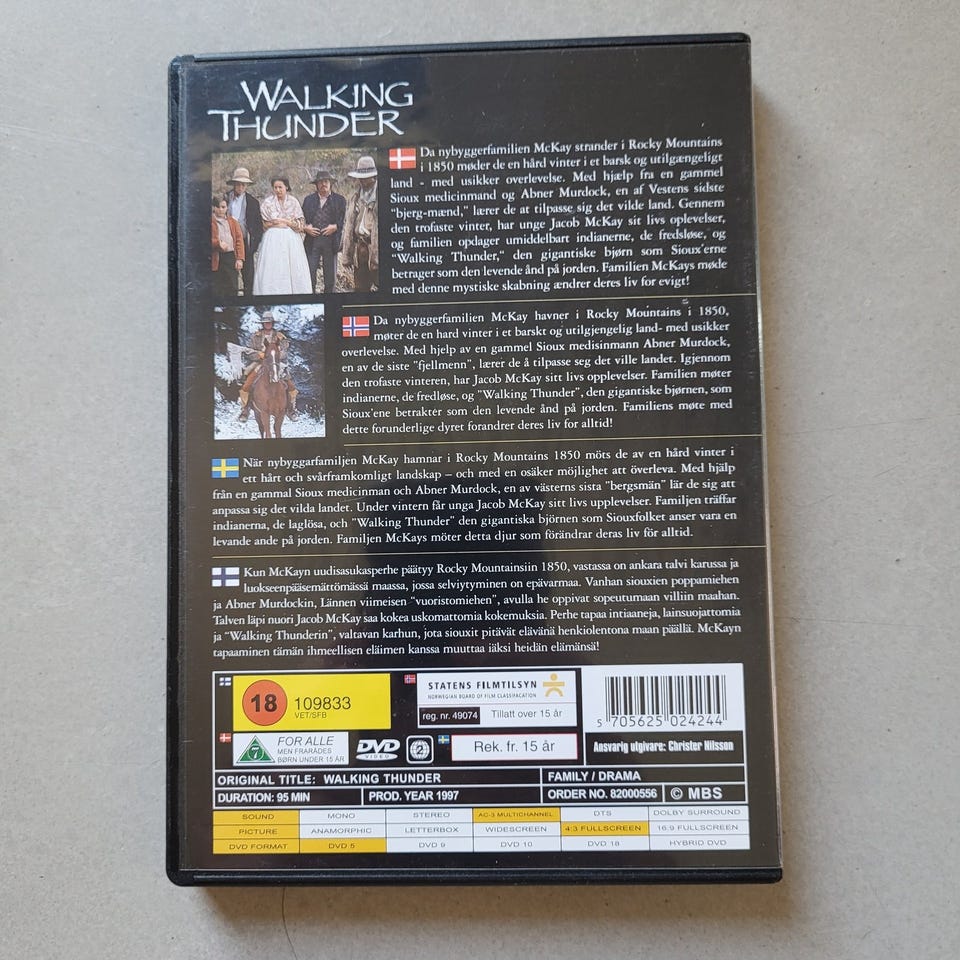 WALKING
THUNDER
Da nybyggerfamilien McKay strander i Rocky Mountains
i 1850 møder de en hård vinter i et barsk og utilgængeligt
land - med usikker overlevelse. Med hjælp fra en gammel
Sioux medicinmand og Abner Murdock, en af Vestens sidste
"bjerg-mænd," lærer de at tilpasse sig det vilde land. Gennem
den trofaste vinter, har unge Jacob McKay sit livs oplevelser,
og familien opdager umiddelbart indianerne, de fredsløse, og
"Walking Thunder," den gigantiske bjørn som Sioux'erne
betrager som den levende ånd på jorden. Familien McKays møde
med denne mystiske skabning ændrer deres liv for evigt!
Da nybyggerfamilien McKay havner i Rocky Mountains i 1850,
møter de en hard vinter i et barskt og utilgjengelig land- med usikker
overlevelse. Med hjelp av en gammel Sioux medisinmann Abner Murdock,
en av de siste "fjellmenn", lærer de å tilpasse seg det ville landet. Igjennom
den trofaste vinteren, har Jacob McKay sitt livs opplevelser. Familien møter
indianerne, de fredløse, og "Walking Thunder", den gigantiske bjørnen, som
Sioux'ene betrakter som den levende ånd på jorden. Familiens møte med
dette forunderlige dyret forandrer deres liv for alltid!
När nybyggarfamiljen McKay hamnar i Rocky Mountains 1850 möts de av en hård vinter i
ett hårt och svårframkomligt landskap – och med en osäker möjlighet att överleva. Med hjälp
från en gammal Sioux medicinman och Abner Murdock, en av västerns sista "bergsmän" lär de sig att
anpassa sig det vilda landet. Under vintern får unga Jacob McKay sitt livs upplevelser. Familjen träffar
indianerna, de laglösa, och "Walking Thunder" den gigantiska björnen som Siouxfolket anser vara en
levande ande på jorden. Familjen McKays möter detta djur som förändrar deras liv för alltid.
Kun McKayn uudisasukasperhe päätyy Rocky Mountainsiin 1850, vastassa on ankara talvi karussa ja
luokseenpääsemättömässä maassa, jossa selviytyminen on epävarmaa. Vanhan siouxien poppamiehen
ja Abner Murdockin, Lännen viimeisen "vuoristomiehen", avulla he oppivat sopeutumaan villiin maahan.
Talven läpi nuori Jacob McKay saa kokea uskomattomia kokemuksia. Perhe tapaa intiaaneja, lainsuojattomia
ja "Walking Thunderin", valtavan karhun, jota siouxit pitävät elävänä henkiolentona maan päällä. McKayn
tapaaminen tämän ihmeellisen eläimen kanssa muuttaa iäksi heidän elämänsä!
18 109833
VET/SFB
STATENS FILMTILSYN
NORWEGIAN BOARD OF FILM CLASSIFICATION
reg. nr. 49074 Tillatt over 15 år
5 705625 024244
7 FOR ALLE
MEN FRARÅDES
BØRN UNDER 15 ÅR
DVD
VIDEO
2
Rek. fr. 15 år
Ansvarig utgivare: Christer Nilsson
ORIGINAL TITLE: WALKING THUNDER FAMILY / DRAMA
DURATION: 95 MIN PROD. YEAR 1997 ORDER NO. 82000556 © MBS
SOUND MONO STEREO AC-3 MULTICHANNEL DTS DOLBY SURROUND
PICTURE ANAMORPHIC LETTERBOX WIDESCREEN 4:3 FULLSCREEN 16:9 FULLSCREEN
DVD FORMAT DVD 5 DVD 9 DVD 10 DVD 18 HYBRID DVD